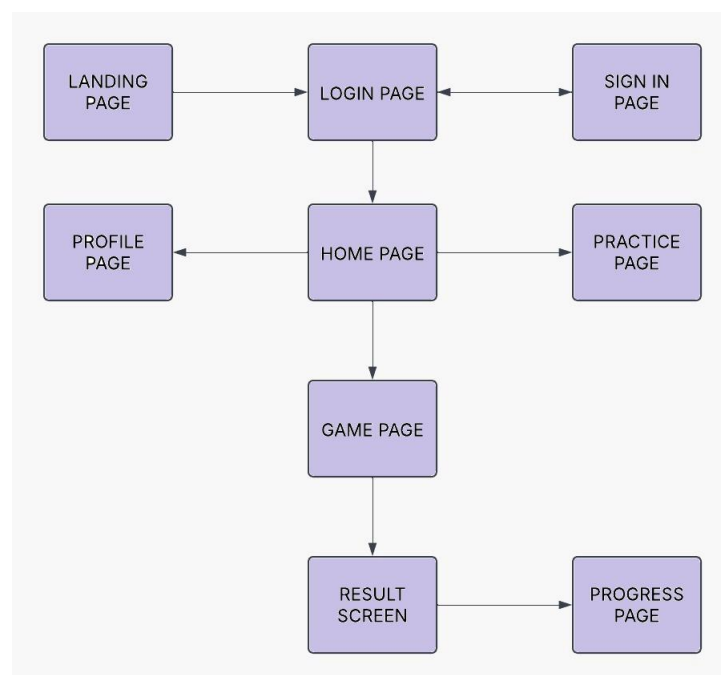 LANDING
PAGE
LOGIN PAGE
SIGN IN
PAGE
PROFILE
PAGE
HOME PAGE
PRACTICE
PAGE
GAME PAGE
RESULT
SCREEN
PROGRESS
PAGE